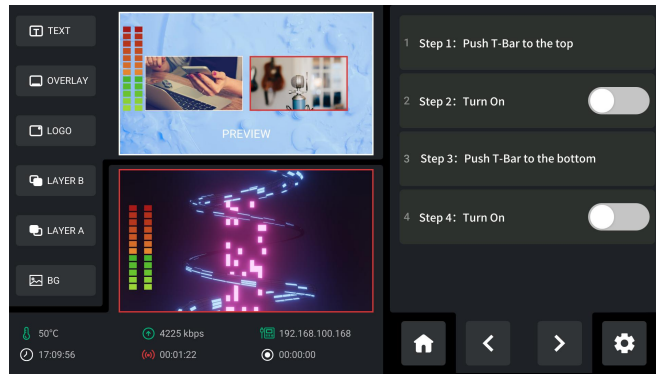 TEXT
OVERLAY
LOGO
LAYER B
LAYER A
BG
PREVIEW
50°C
4225 kbps
192.168.100.168
17:09:56
00:01:22
00:00:00
1 Step 1: Push T-Bar to the top
2 Step 2: Turn On
3 Step 3: Push T-Bar to the bottom
4 Step 4: Turn On